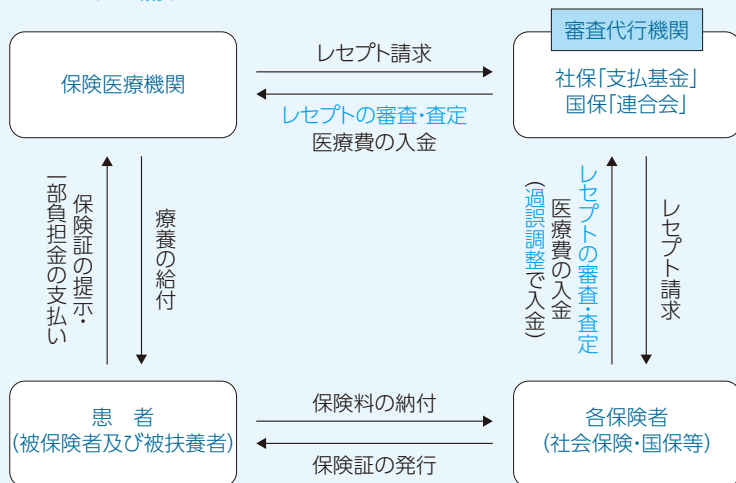 審査代行機関
保険医療機関
社保「支払基金」
国保「連合会」
レセプト請求
レセプトの審査・査定
医療費の入金
保険証の提示・
一部負担金の支払い
療養の給付
レセプトの審査・査定
医療費の入金
(過誤調整で入金)
レセプト請求
患　者
(被保険者及び被扶養者)
保険料の納付
保険証の発行
各保険者
(社会保険・国保等)